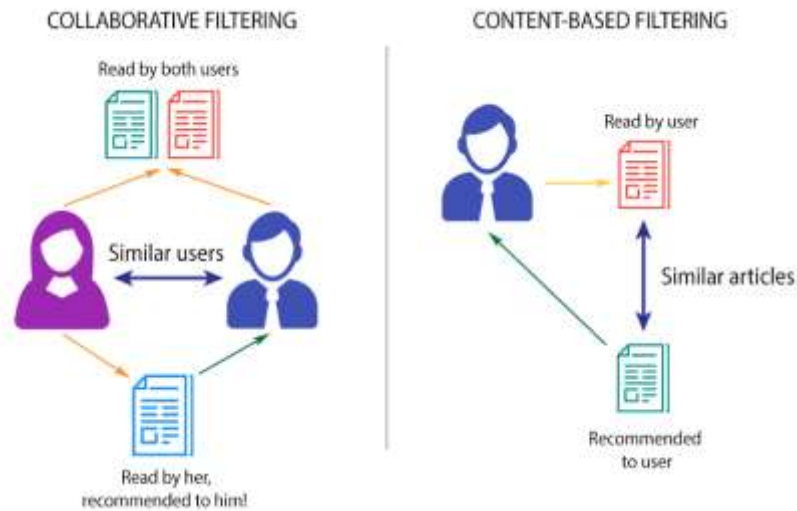 COLLABORATIVE FILTERING
Read by both users
Similar users
Read by her,
recommended to him!
CONTENT-BASED FILTERING
Read by user
Similar articles
Recommended
to user